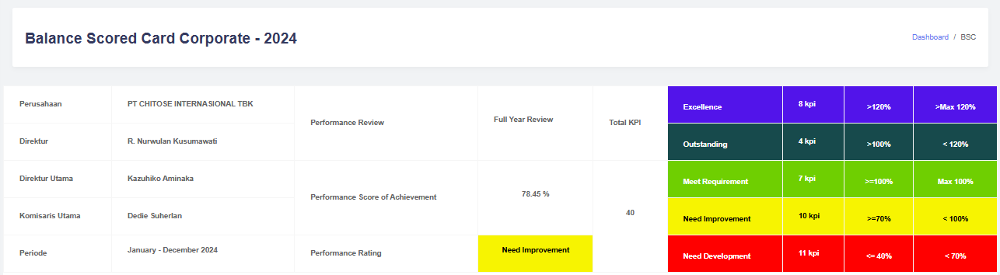 Balance Scored Card Corporate - 2024
Dashboard / BSC
Perusahaan PT CHITOSE INTERNASIONAL TBK Performance Review Full Year Review Total KPI Excellence 8 kpi >120% >Max 120%
Direktur R. Nurwulan Kusumawati Outstanding 4 kpi >100% < 120%
Direktur Utama Kazuhiko Aminaka Performance Score of Achievement 78.45 % 40 Meet Requirement 7 kpi >=100% Max 100%
Komisaris Utama Dedie Suherlan Need Improvement 10 kpi >=70% < 100%
Periode January - December 2024 Performance Rating Need Improvement Need Development 11 kpi <= 40% < 70%